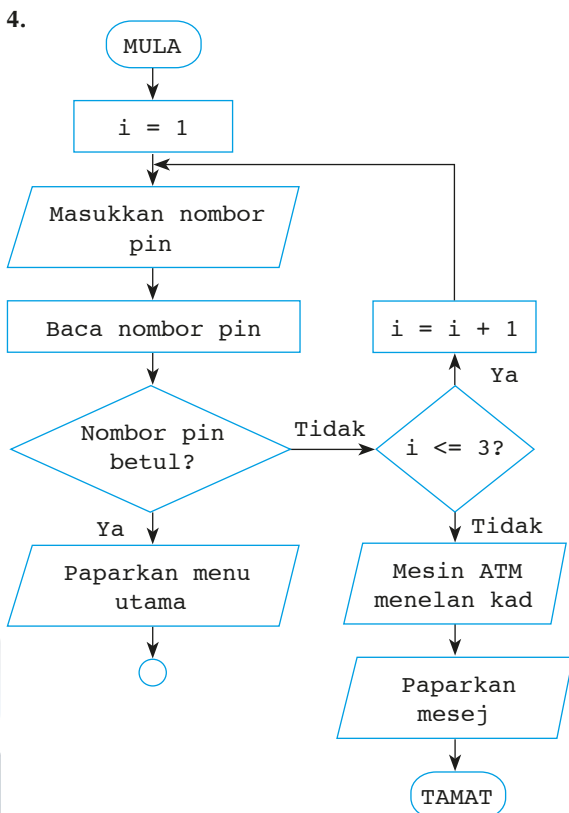 4.
MULA
i = 1
Masukkan nombor
pin
Baca nombor pin
i = i + 1
Ya
Nombor pin
betul?
Tidak
i <= 3?
Ya
Tidak
Paparkan menu
utama
Mesin ATM
menelan kad
Paparkan
mesej
TAMAT